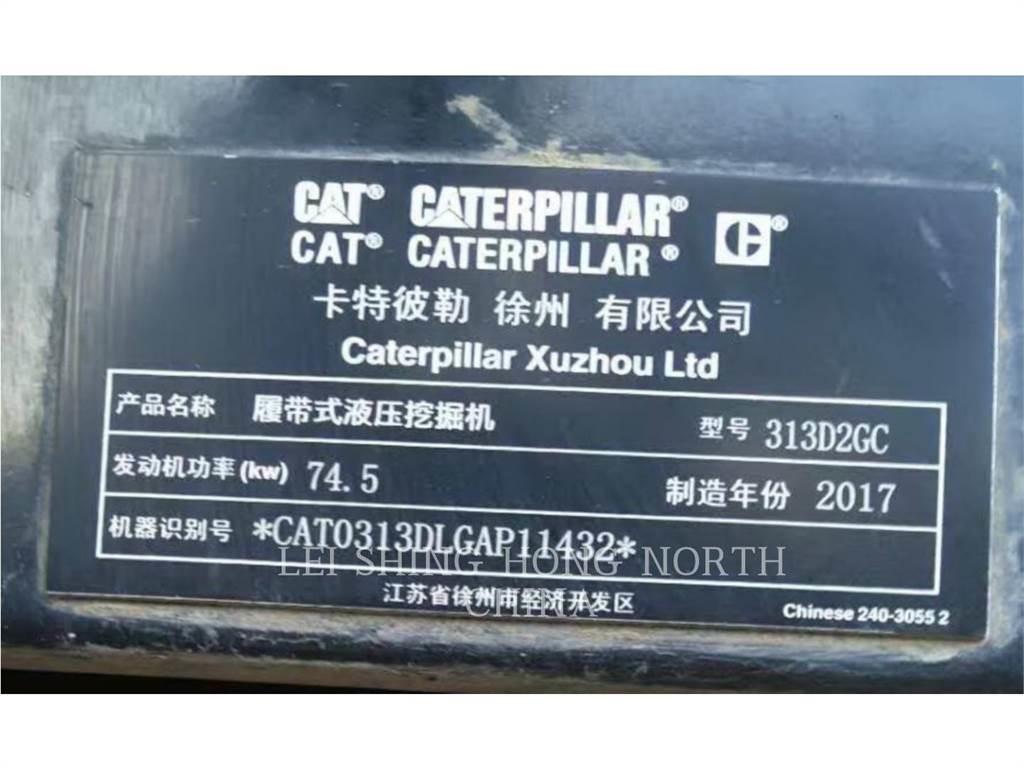 CAT® CATERPILLAR® C®
CAT® CATERPILLAR®
卡特彼勒 徐州 有限公司
Caterpillar Xuzhou Ltd
产品名称 履带式液压挖掘机 型号 313D2GC
发动机功率(kw) 74.5 制造年份 2017
机器识别号 *CAT0313DLGAP11432*
LEI SHING HONG NORTH
CHINA
江苏省徐州市经济开发区
Chinese 240-3055 2